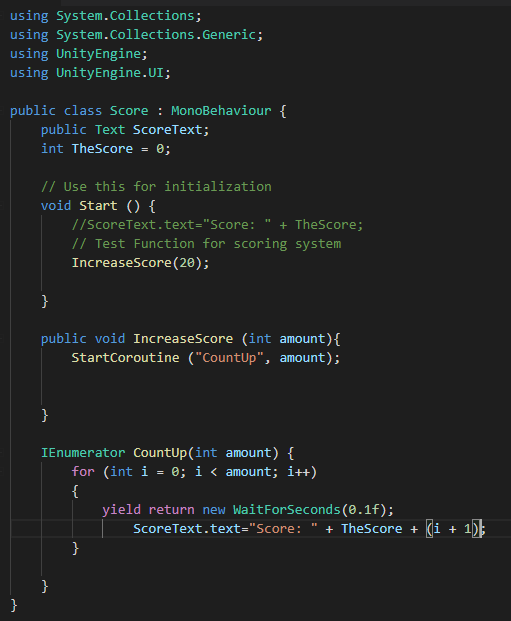 using System.Collections;
using System.Collections.Generic;
using UnityEngine;
using UnityEngine.UI;
public class Score : MonoBehaviour {
public Text ScoreText;
int TheScore = 0;
// Use this for initialization
void Start () {
//ScoreText.text="Score: " + TheScore;
// Test Function for scoring system
IncreaseScore(20);
}
public void IncreaseScore (int amount){
StartCoroutine ("CountUp", amount);
}
IEnumerator CountUp(int amount) {
for (int i = 0; i < amount; i++)
{
yield return new WaitForSeconds(0.1f);
ScoreText.text="Score: " + TheScore + (i + 1);
}
}
}